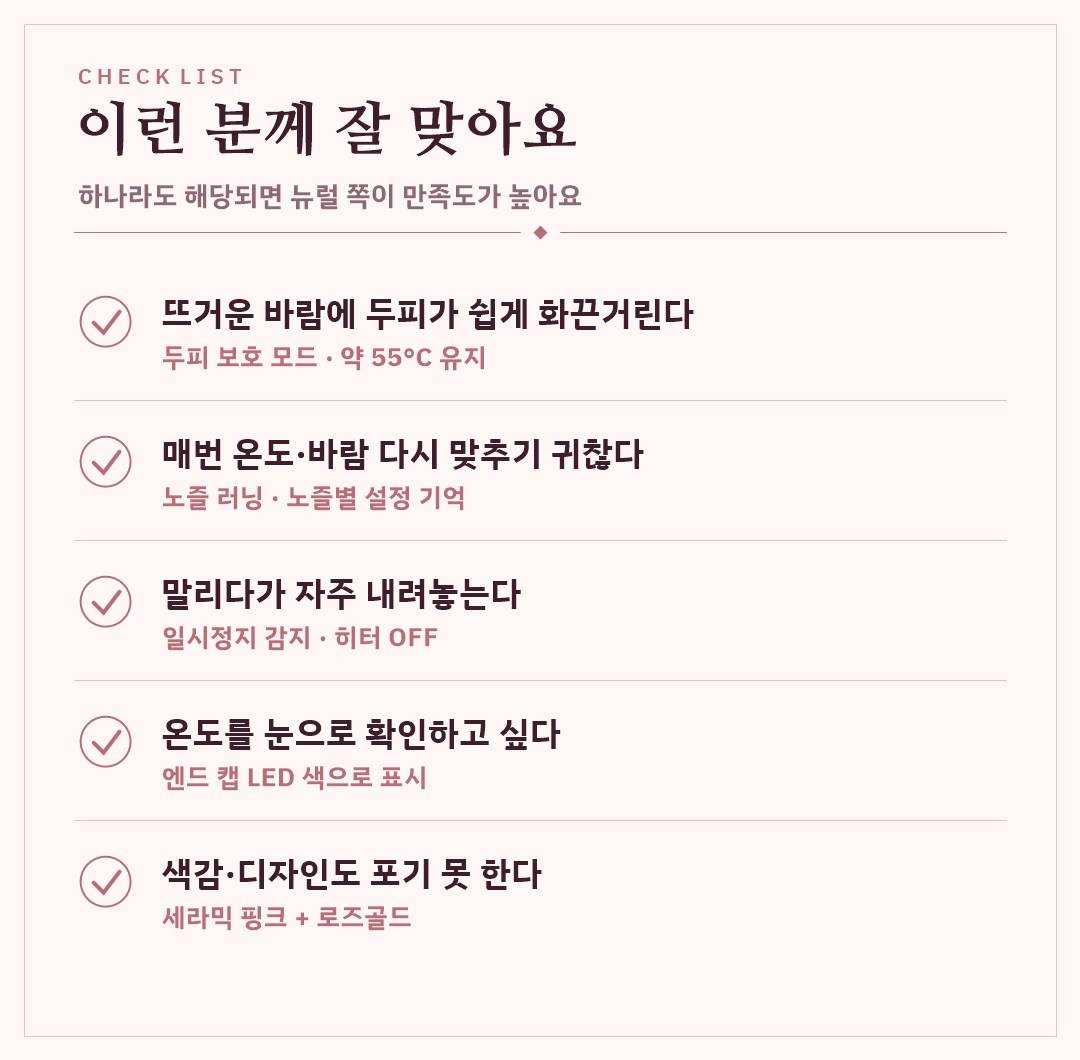 CHECKLIST
이런 분께 잘 맞아요
하나라도 해당되면 뉴럴 쪽이 만족도가 높아요
뜨거운 바람에 두피가 쉽게 화끈거린다
두피 보호 모드 · 약 55°C 유지
매번 온도·바람 다시 맞추기 귀찮다
노즐 러닝 · 노즐별 설정 기억
말리다가 자주 내려놓는다
일시정지 감지 · 히터 OFF
온도를 눈으로 확인하고 싶다
엔드 캡 LED 색으로 표시
색감·디자인도 포기 못 한다
세라믹 핑크 + 로즈골드